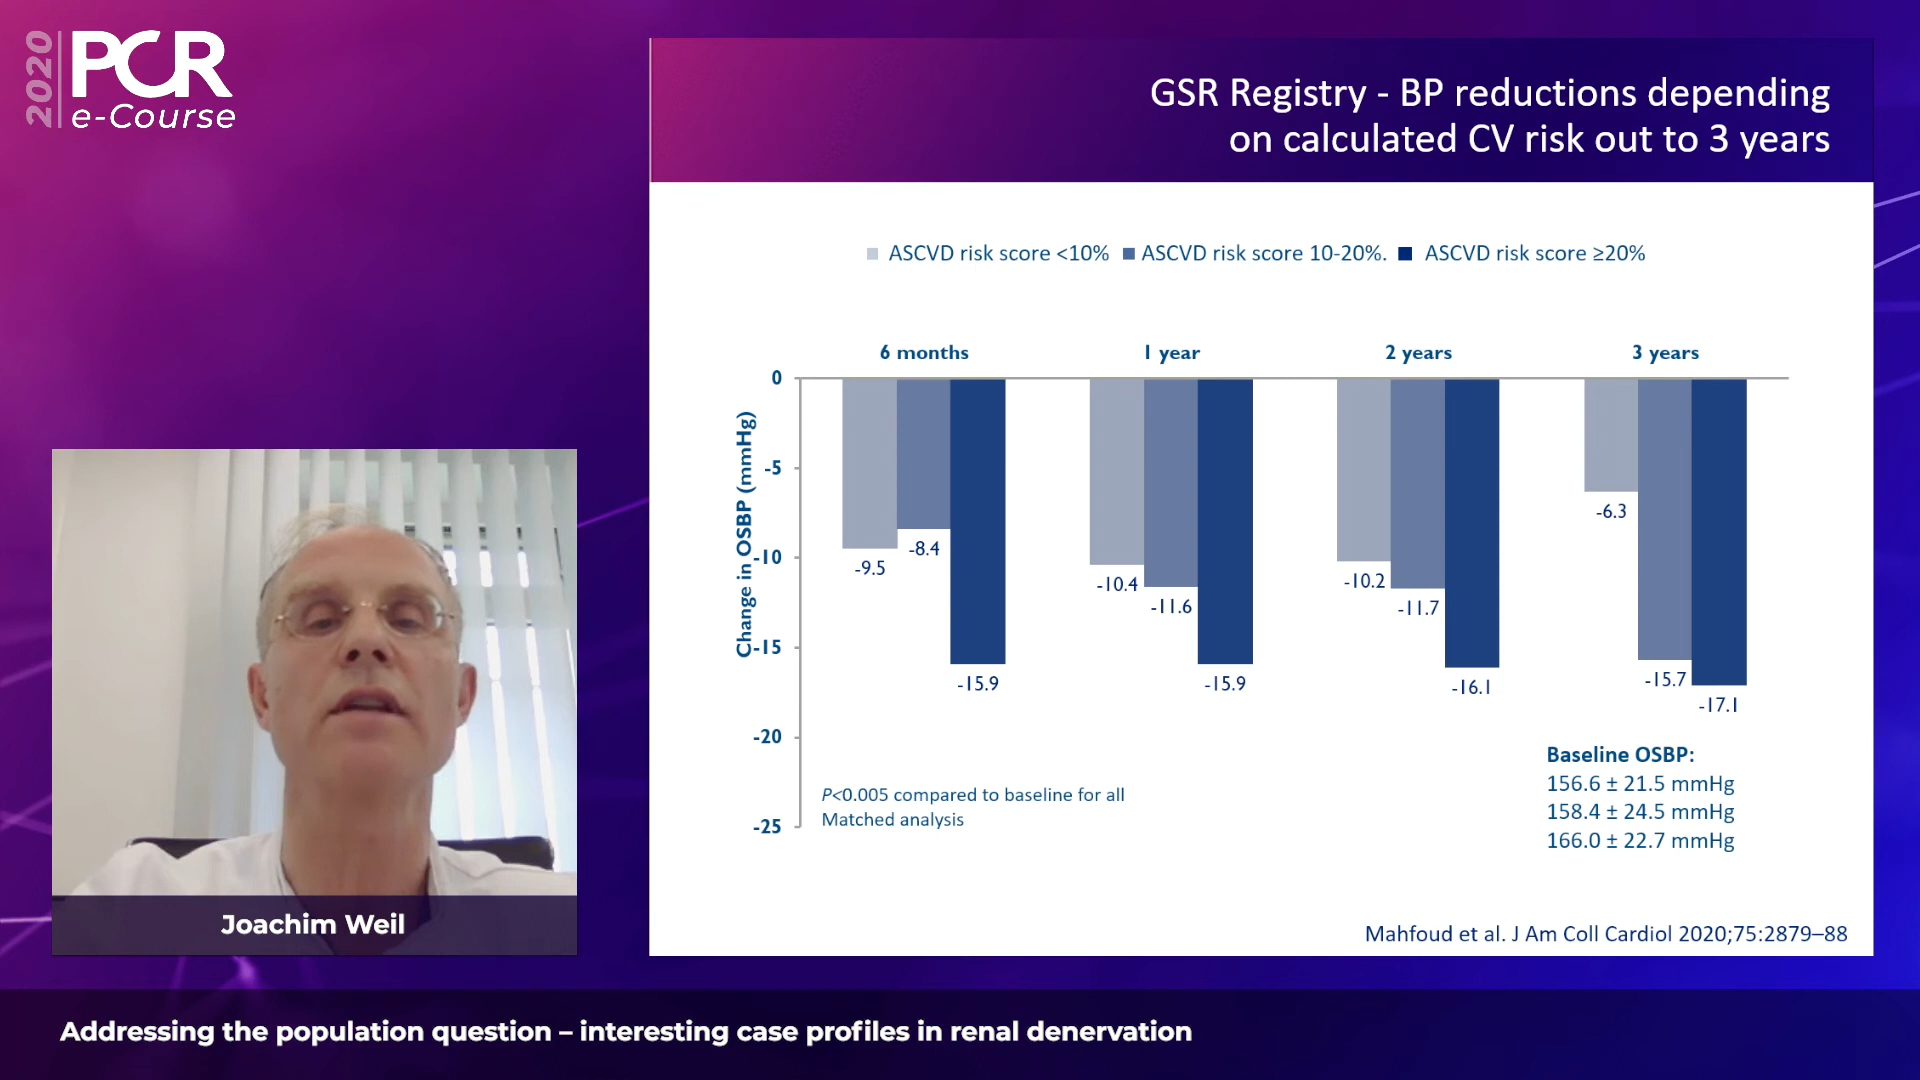 2020
PCR
e-Course
GSR Registry - BP reductions depending
on calculated CV risk out to 3 years
ASCVD risk score <10% ASCVD risk score 10-20%. ASCVD risk score ≥20%
6 months 1 year 2 years 3 years
Change in OSBP (mmHg)
0
-5
-10
-15
-20
-25
-9.5 -8.4 -15.9
-10.4 -11.6 -15.9
-10.2 -11.7 -16.1
-6.3 -15.7 -17.1
P<0.005 compared to baseline for all
Matched analysis
Baseline OSBP:
156.6 ± 21.5 mmHg
158.4 ± 24.5 mmHg
166.0 ± 22.7 mmHg
Mahfoud et al. J Am Coll Cardiol 2020;75:2879–88
Joachim Weil
Addressing the population question – interesting case profiles in renal denervation